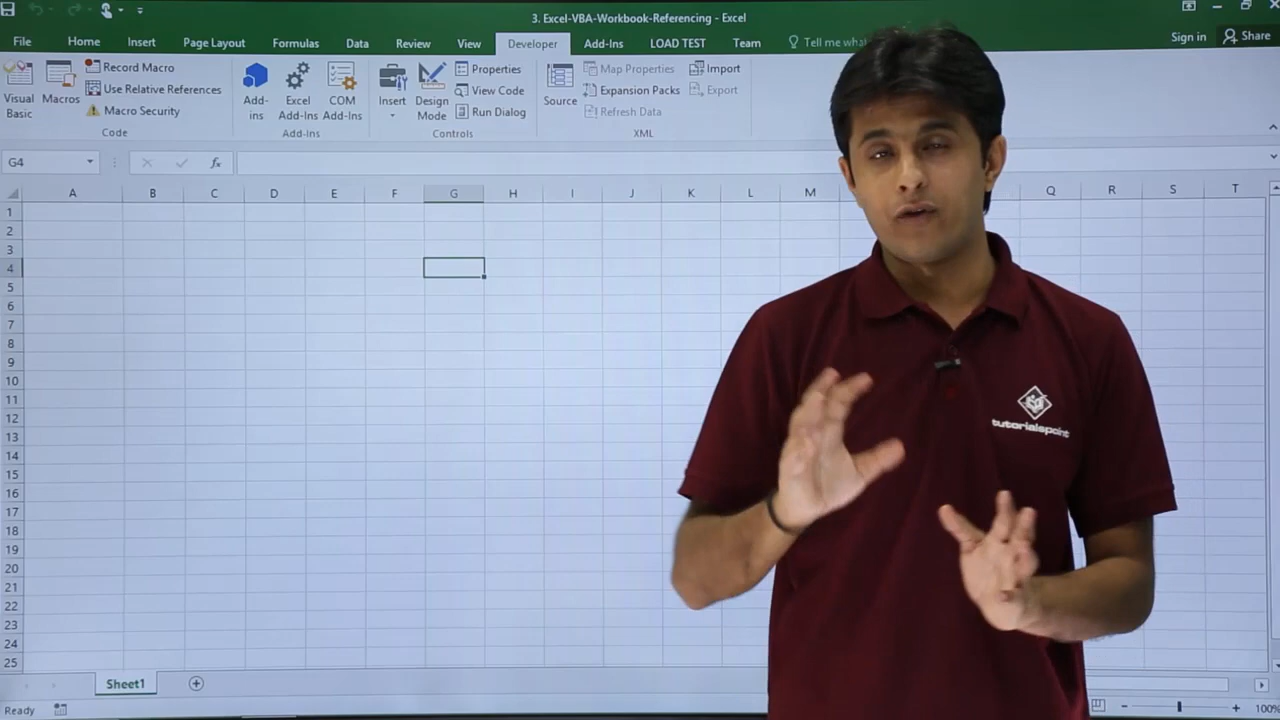 3. Excel-VBA-Workbook-Referencing - Excel
File Home Insert Page Layout Formulas Data Review View Developer Add-Ins LOAD TEST Team Tell me Sign in Share
Visual Basic
Macros
Record Macro
Use Relative References
Macro Security
Code
Add-ins
Excel Add-Ins
COM Add-Ins
Add-Ins
Insert
Design Mode
Properties
View Code
Run Dialog
Controls
Source
Map Properties
Expansion Packs
Refresh Data
Import
Export
XML
G4 fx
A B C D E F G H I J K L M Q R S T
1
2
3
4
5
6
7
8
9
10
11
12
13
14
15
16
17
18
19
20
21
22
23
24
25
tutorialspoint
Sheet1
Ready
100%